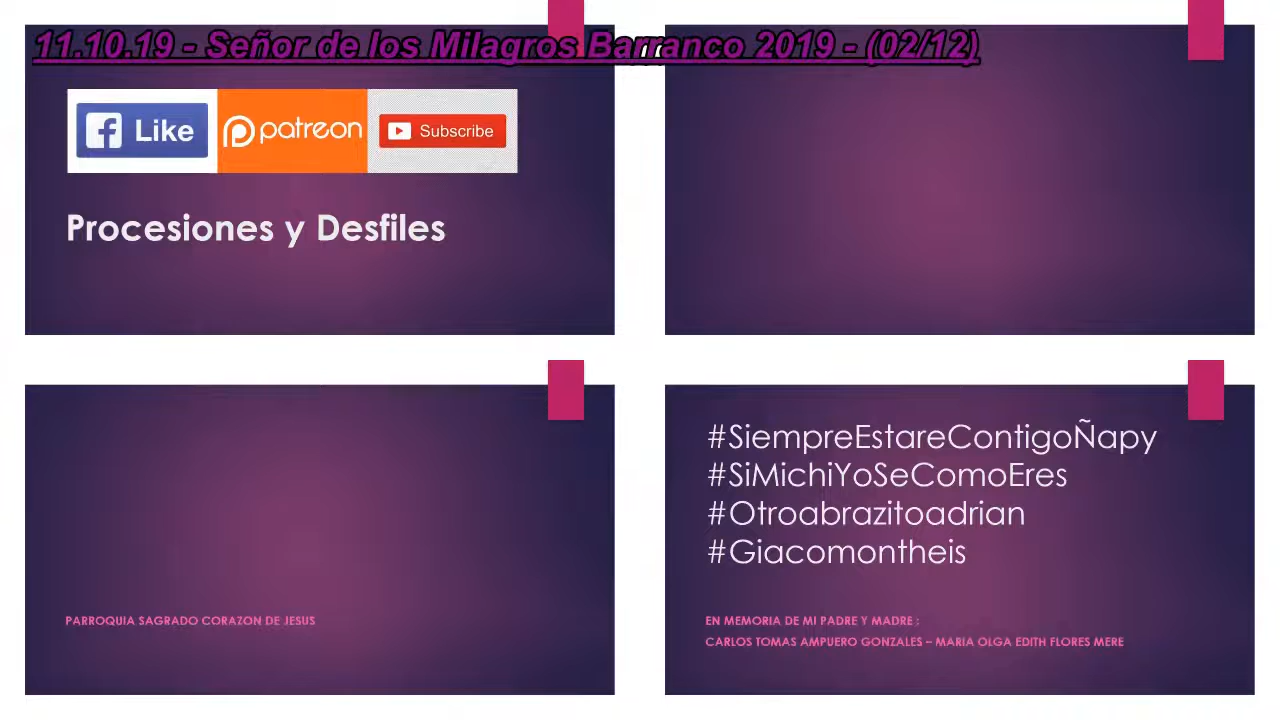 11.10.19 - Señor de los Milagros Barranco 2019 - (02/12)
Like
patreon
Subscribe
Procesiones y Desfiles
PARROQUIA SAGRADO CORAZON DE JESUS
#SiempreEstareContigoÑapy
#SiMichiYoSeComoEres
#Otroabrazitoadrian
#Giacomontheis
EN MEMORIA DE MI PADRE Y MADRE :
CARLOS TOMAS AMPUERO GONZALES – MARIA OLGA EDITH FLORES MERE